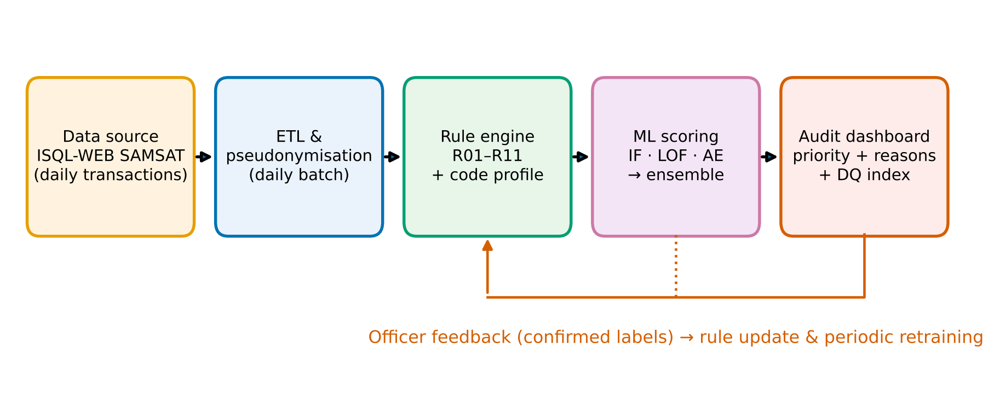 Data source
ISQL-WEB SAMSAT
(daily transactions)
ETL &
pseudonymisation
(daily batch)
Rule engine
R01–R11
+ code profile
ML scoring
IF · LOF · AE
→ ensemble
Audit dashboard
priority + reasons
+ DQ index
Officer feedback (confirmed labels) → rule update & periodic retraining